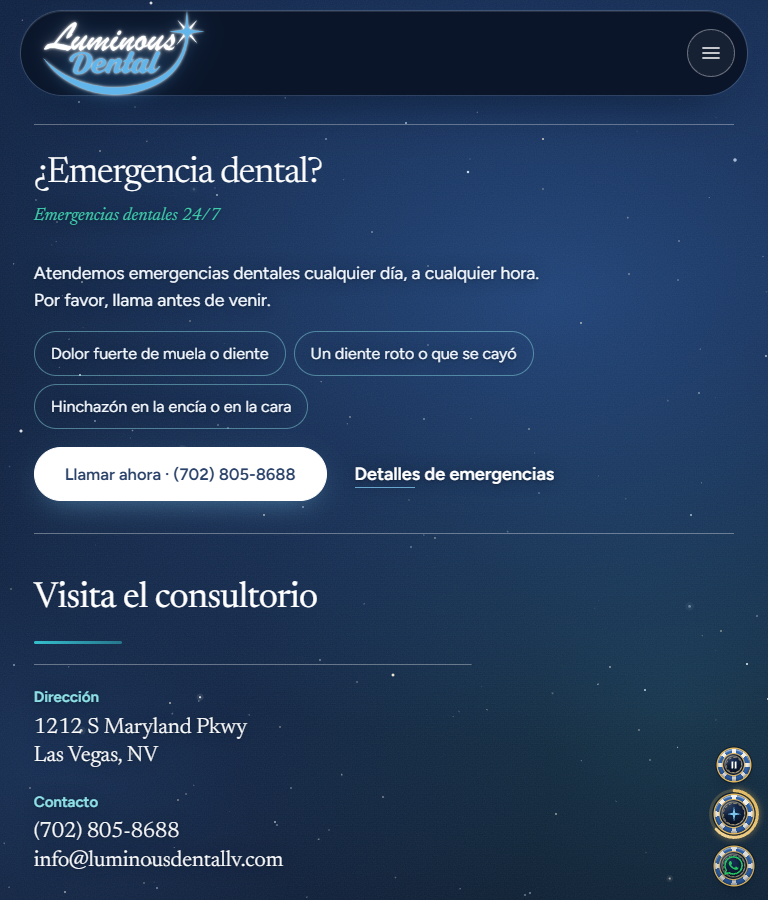 Luminous
Dental
¿Emergencia dental?
Emergencias dentales 24/7
Atendemos emergencias dentales cualquier día, a cualquier hora.
Por favor, llama antes de venir.
Dolor fuerte de muela o diente
Un diente roto o que se cayó
Hinchazón en la encía o en la cara
Llamar ahora · (702) 805-8688
Detalles de emergencias
Visita el consultorio
Dirección
1212 S Maryland Pkwy
Las Vegas, NV
Contacto
(702) 805-8688
info@luminousdentallv.com